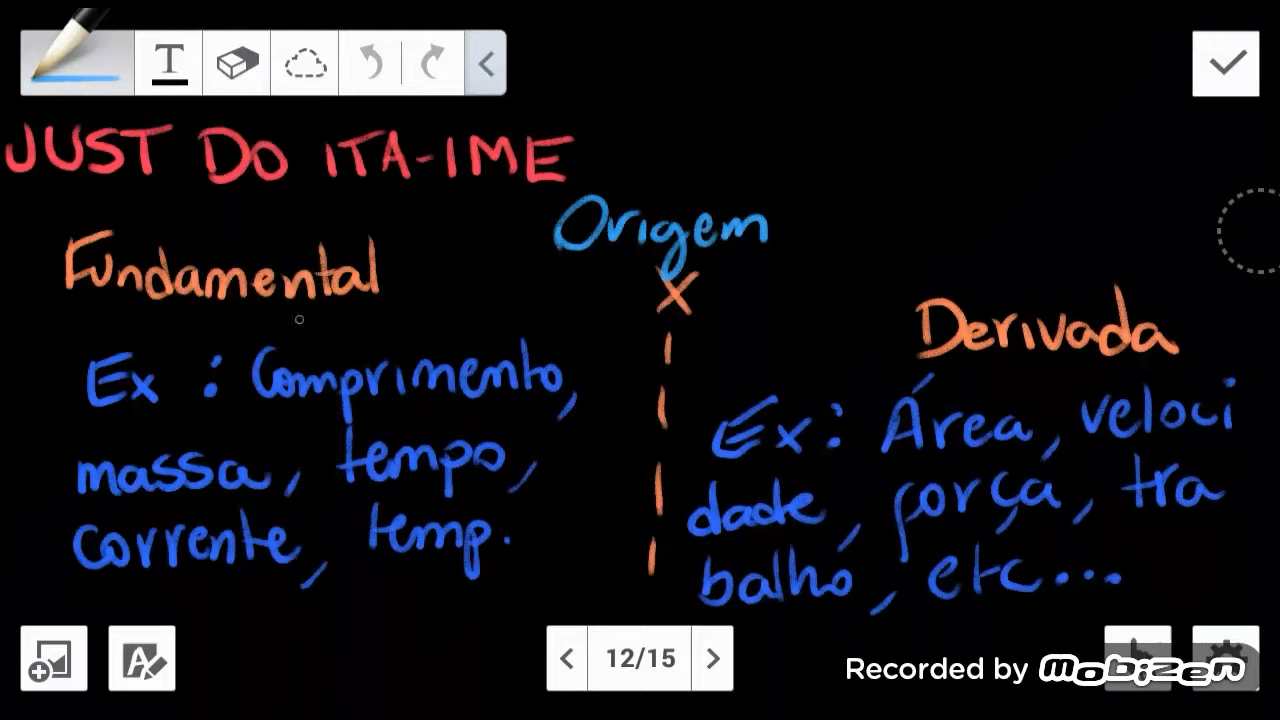 T
JUST DO ITA-IME
Origem
X
Fundamental
Ex : Comprimento,
massa, tempo,
corrente, temp.
Derivada
Ex: Área, veloci
dade, força, tra
balho, etc...
A
12/15
Recorded by mobizen